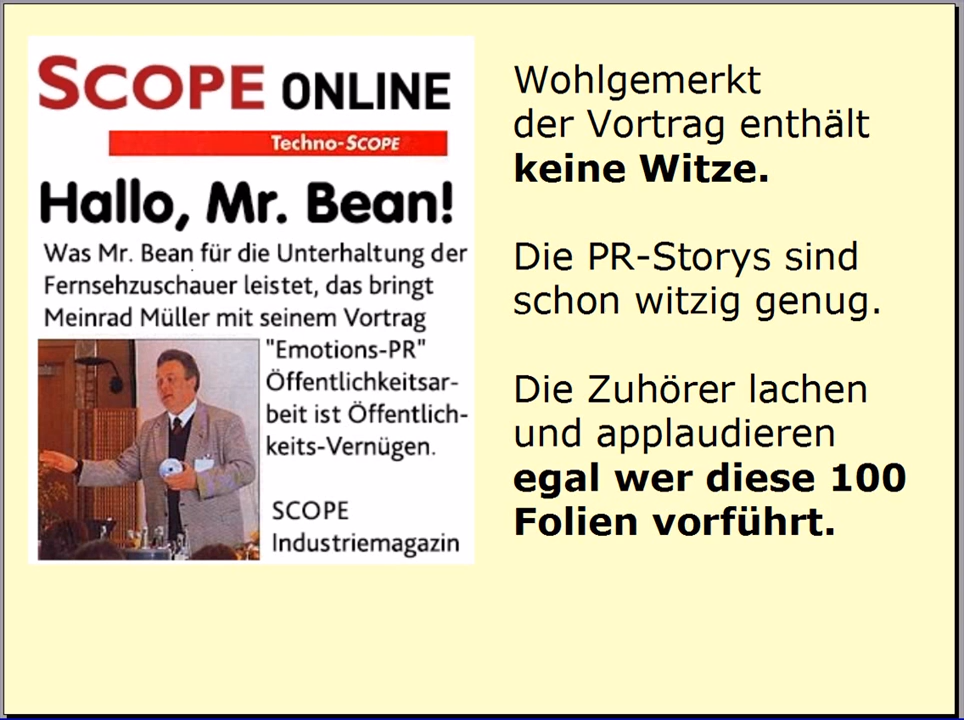 SCOPE ONLINE
Techno-SCOPE
Hallo, Mr. Bean!
Was Mr. Bean für die Unterhaltung der
Fernsehzuschauer leistet, das bringt
Meinrad Müller mit seinem Vortrag
"Emotions-PR"
Öffentlichkeitsar-
beit ist Öffentlich-
keits-Vernügen.
SCOPE
Industriemagazin
Wohlgemerkt
der Vortrag enthält
keine Witze.
Die PR-Storys sind
schon witzig genug.
Die Zuhörer lachen
und applaudieren
egal wer diese 100
Folien vorführt.